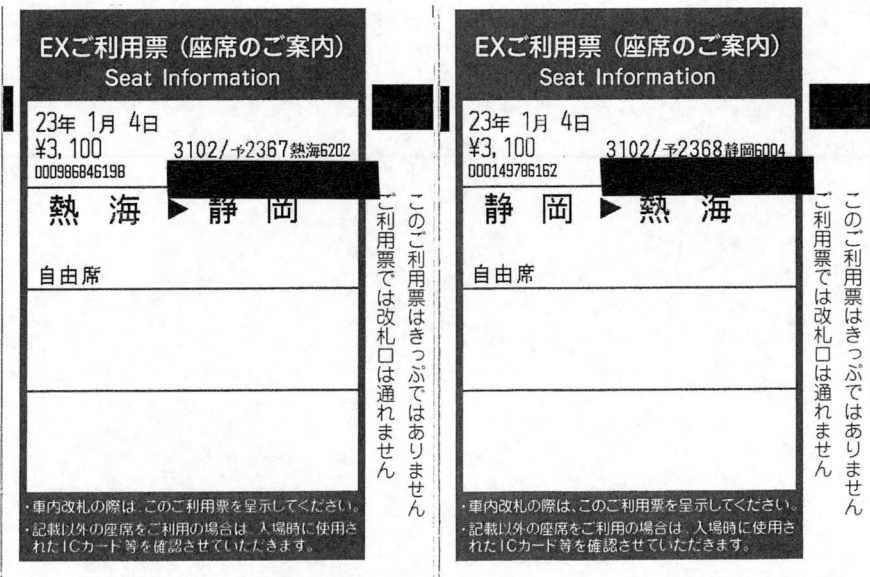 EXご利用票（座席のご案内）
Seat Information
23年 1月 4日
¥3,100 3102/予2367熱海6202
000986846198
熱 海 ▶ 静 岡
自由席
・車内改札の際は、このご利用票を呈示してください。
・記載以外の座席をご利用の場合は、入場時に使用さ
れたICカード等を確認させていただきます。
このご利用票はきっぷではありません
ご利用票では改札口は通れません
EXご利用票（座席のご案内）
Seat Information
23年 1月 4日
¥3,100 3102/予2368静岡6004
000149786162
静 岡 ▶ 熱 海
自由席
・車内改札の際は、このご利用票を呈示してください。
・記載以外の座席をご利用の場合は、入場時に使用さ
れたICカード等を確認させていただきます。
このご利用票はきっぷではありません
ご利用票では改札口は通れません